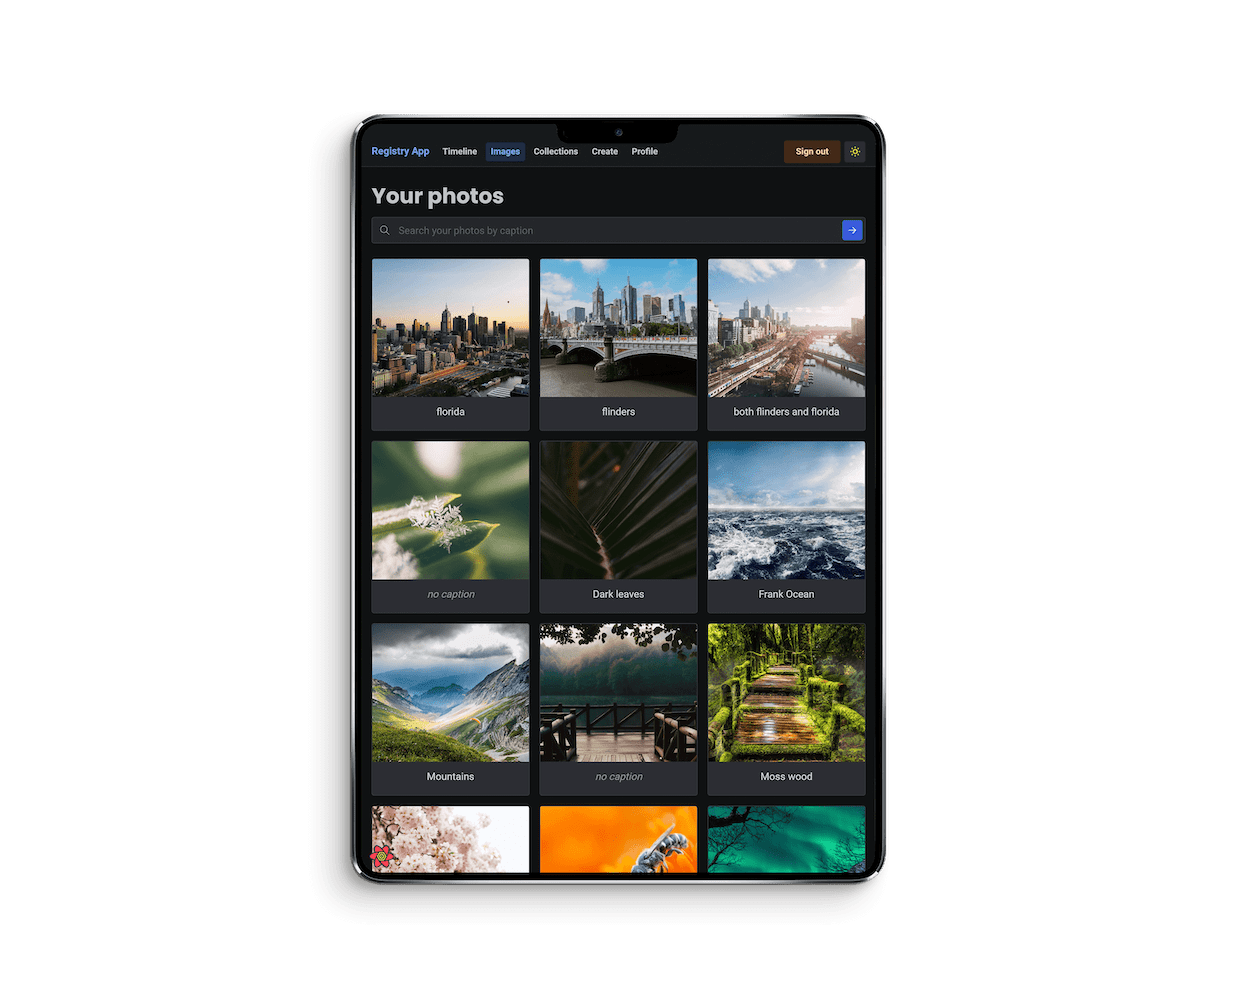 Registry App Timeline Images Collections Create Profile Sign out
Your photos
Search your photos by caption
florida flinders both flinders and florida
no caption Dark leaves Frank Ocean
Mountains no caption Moss wood